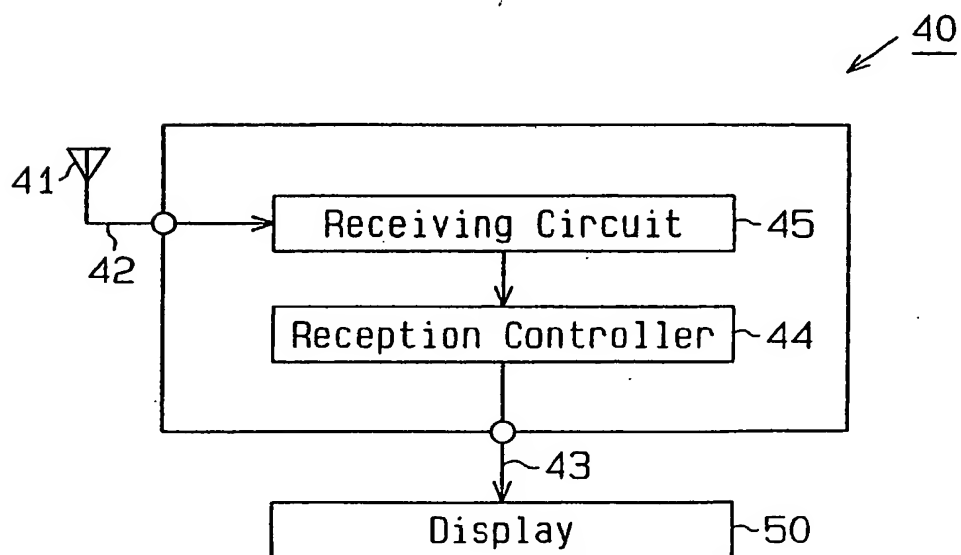 40
41
42
Receiving Circuit
45
Reception Controller
44
43
Display
50